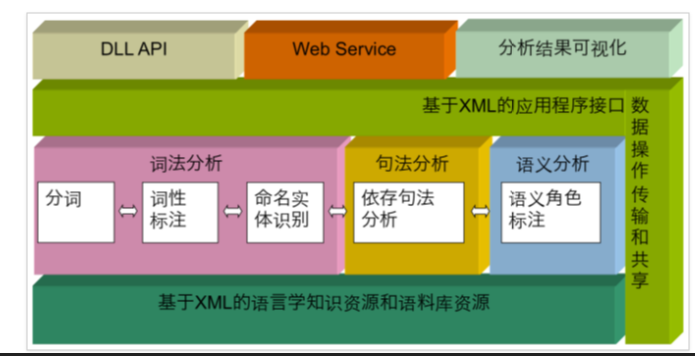 DLL API
Web Service
分析结果可视化
基于XML的应用程序接口
数
据
操
作
传
输
和
共
享
词法分析
句法分析
语义分析
分词
词性
标注
命名实
体识别
依存句法
分析
语义角色
标注
基于XML的语言学知识资源和语料库资源